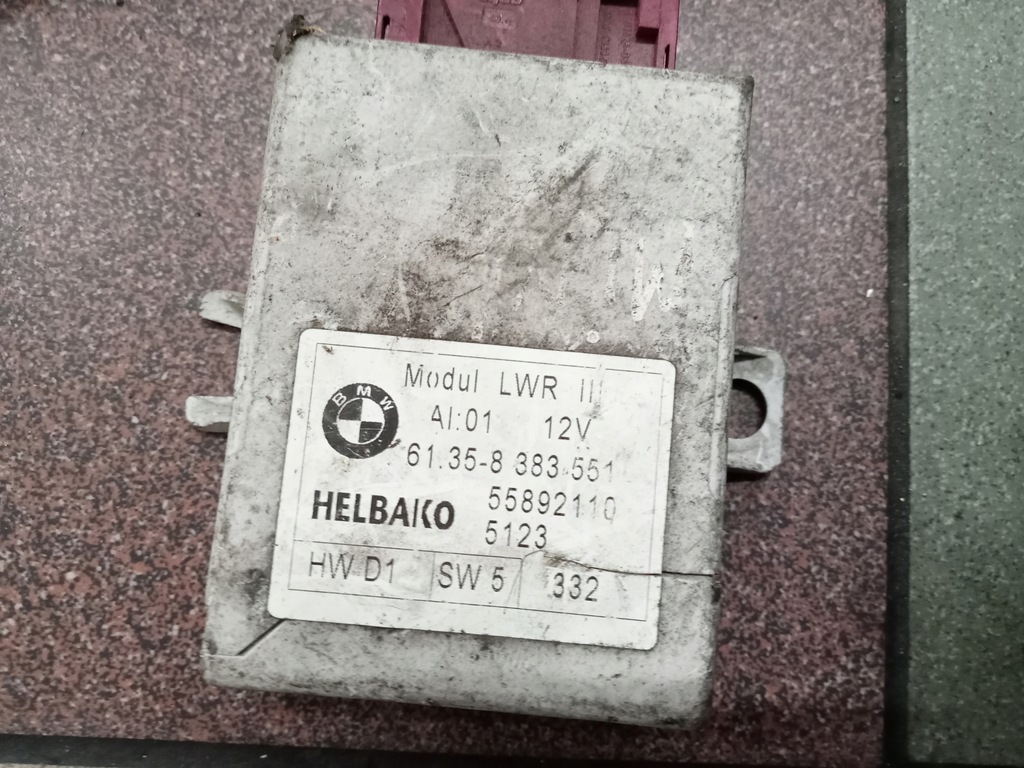 Modul LWR III
BMW
AI:01 12V
61.35-8 383 551
HELBAKO 55892110
5123
HW D1 SW 5 332